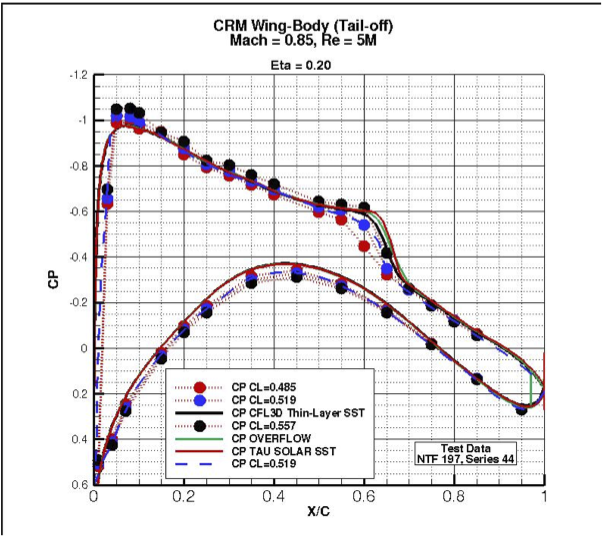 CRM Wing-Body (Tail-off)
Mach = 0.85, Re = 5M
Eta = 0.20
-1.2
-1
-0.8
-0.6
-0.4
-0.2
0
0.2
0.4
0.6
CP
CP CL=0.485
CP CL=0.519
CP CFL3D Thin-Layer SST
CP CL=0.557
CP OVERFLOW
CP TAU SOLAR SST
CP CL=0.519
Test Data
NTF 197, Series 44
0 0.2 0.4 0.6 0.8 1
X/C